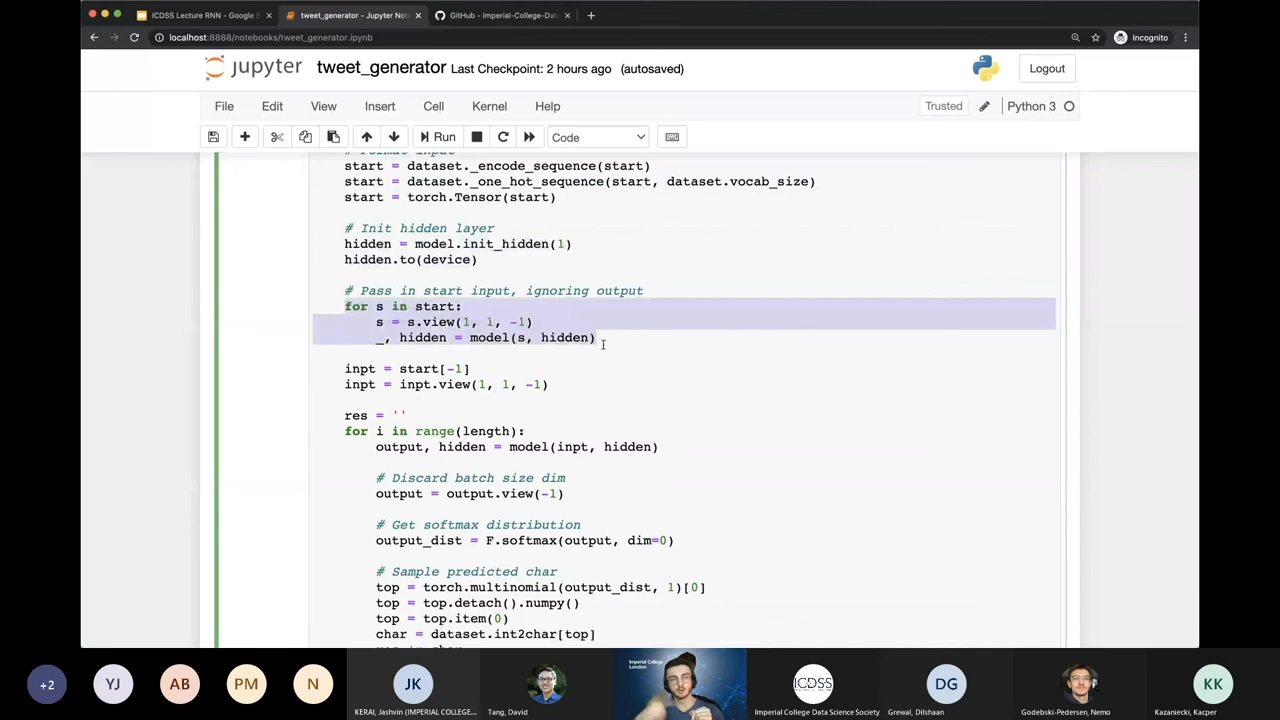 ICDSS Lecture RNN - Google S
tweet_generator - Jupyter Not
GitHub - Imperial-College-Dat
localhost:8888/notebooks/tweet_generator.ipynb
Incognito
jupyter tweet_generator Last Checkpoint: 2 hours ago (autosaved)
Logout
File Edit View Insert Cell Kernel Help
Trusted
Python 3
Run
Code
# Format input
start = dataset._encode_sequence(start)
start = dataset._one_hot_sequence(start, dataset.vocab_size)
start = torch.Tensor(start)
# Init hidden layer
hidden = model.init_hidden(1)
hidden.to(device)
# Pass in start input, ignoring output
for s in start:
s = s.view(1, 1, -1)
_, hidden = model(s, hidden)
inpt = start[-1]
inpt = inpt.view(1, 1, -1)
res = ''
for i in range(length):
output, hidden = model(inpt, hidden)
# Discard batch size dim
output = output.view(-1)
# Get softmax distribution
output_dist = F.softmax(output, dim=0)
# Sample predicted char
top = torch.multinomial(output_dist, 1)[0]
top = top.detach().numpy()
top = top.item(0)
char = dataset.int2char[top]
+2
YJ
AB
PM
N
JK
KERAI, Jashvin (IMPERIAL COLLEGE...
Tang, David
Imperial College
London
ICDSS
Imperial College Data Science Society
DG
Grewal, Dilshaan
Godebski-Pedersen, Nemo
KK
Kazaniecki, Kacper